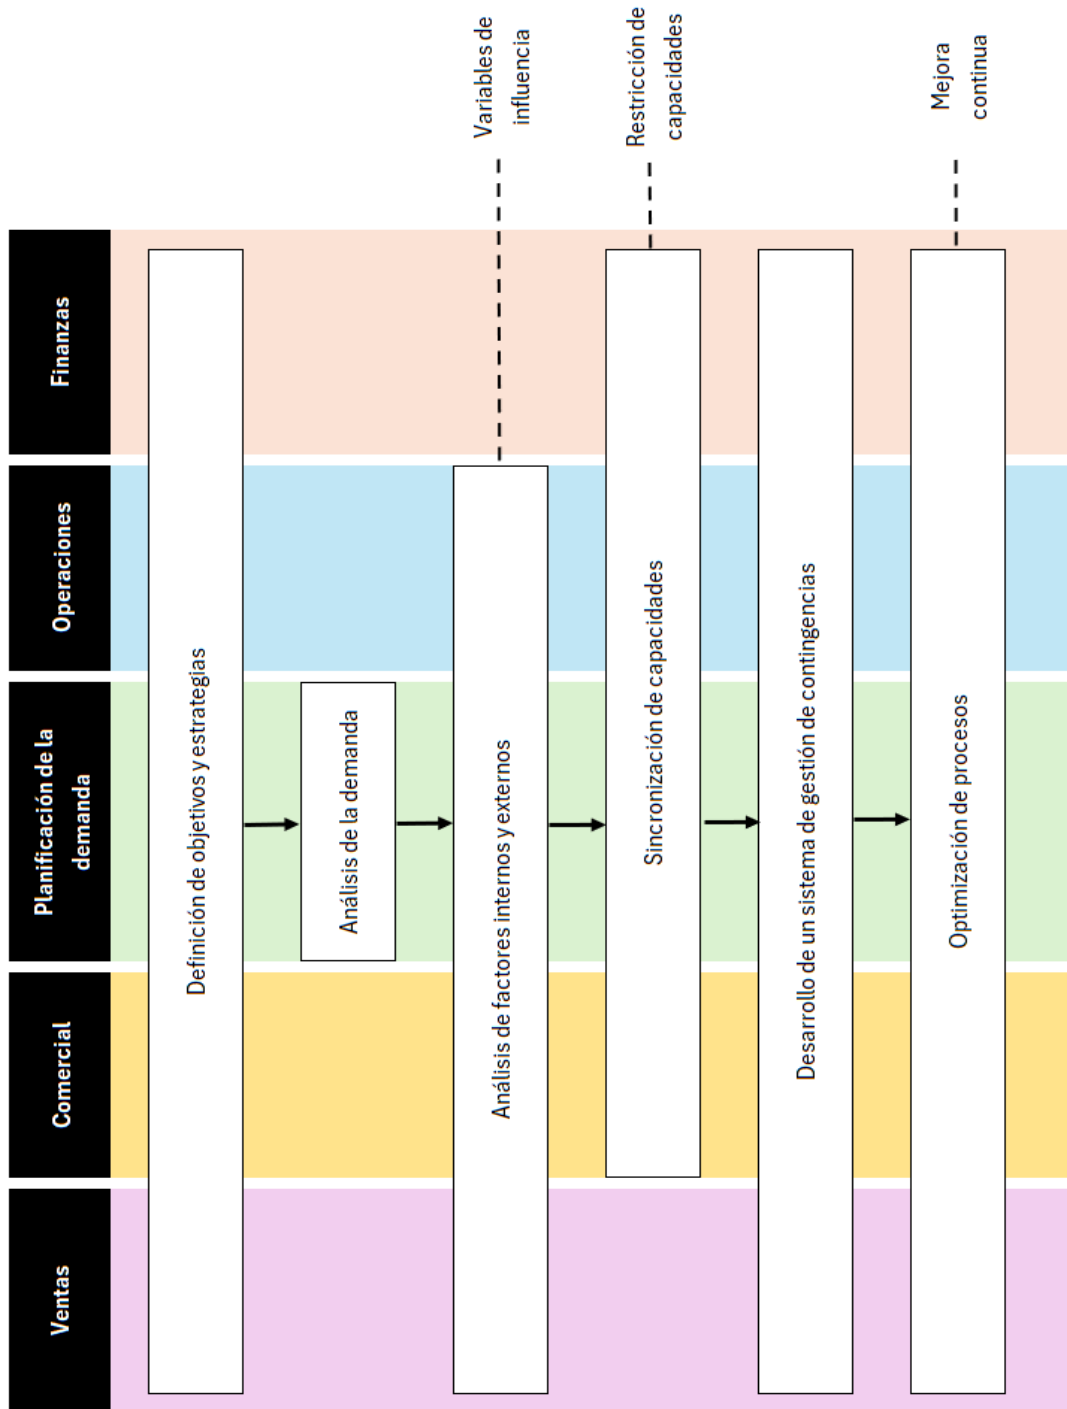 Finanzas
Operaciones
Planificación de la
demanda
Comercial
Ventas
Definición de objetivos y estrategias
Análisis de la demanda
Análisis de factores internos y externos
Variables de
influencia
Sincronización de capacidades
Restricción de
capacidades
Desarrollo de un sistema de gestión de contingencias
Optimización de procesos
Mejora
continua